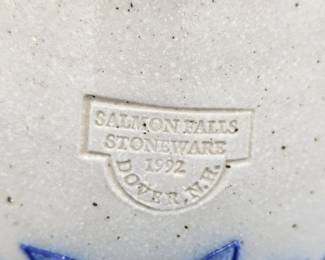 SALMON FALLS
STONEWARE
1992
DOVER, N.H.